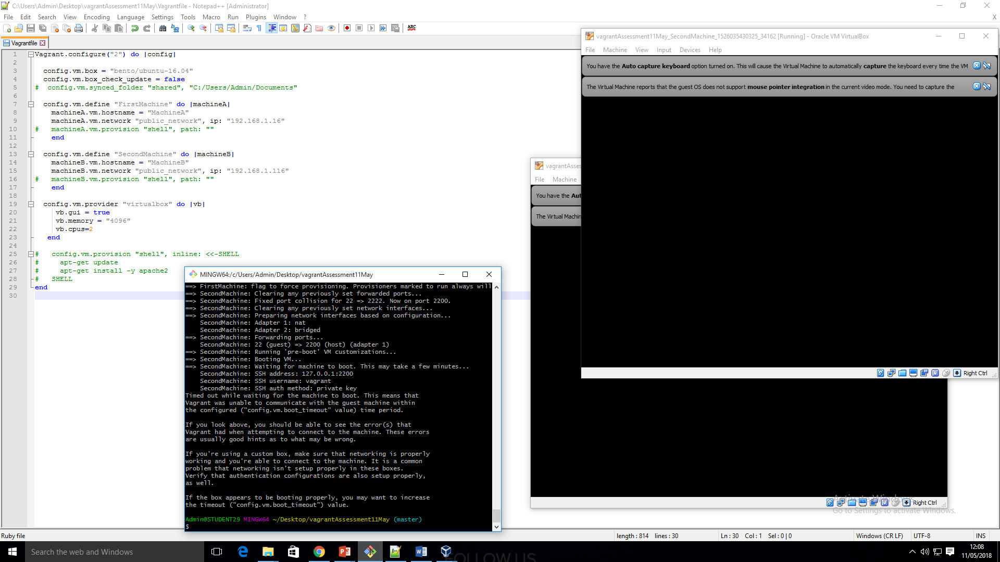 C:\Users\Admin\Desktop\vagrantAssessment11May\Vagrantfile - Notepad++ [Administrator]
File Edit Search View Encoding Language Settings Tools Macro Run Plugins Window ? X
Vagrantfile
1 Vagrant.configure("2") do |config|
2
3 config.vm.box = "bento/ubuntu-16.04"
4 config.vm.box_check_update = false
5 # config.vm.synced_folder "shared", "C:/Users/Admin/Documents"
6
7 config.vm.define "FirstMachine" do |machineA|
8 machineA.vm.hostname = "MachineA"
9 machineA.vm.network "public_network", ip: "192.168.1.16"
10 # machineA.vm.provision "shell", path: ""
11 end
12
13 config.vm.define "SecondMachine" do |machineB|
14 machineB.vm.hostname = "MachineB"
15 machineB.vm.network "public_network", ip: "192.168.1.116"
16 # machineB.vm.provision "shell", path: ""
17 end
18
19 config.vm.provider "virtualbox" do |vb|
20 vb.gui = true
21 vb.memory = "4096"
22 vb.cpus=2
23 end
24
25 # config.vm.provision "shell", inline: <<-SHELL
26 # apt-get update
27 # apt-get install -y apache2
28 # SHELL
29 end
30
vagrantAssessment11May_SecondMachine_1526035430325_34162 [Running] - Oracle VM VirtualBox
File Machine View Input Devices Help
You have the Auto capture keyboard option turned on. This will cause the Virtual Machine to automatically capture the keyboard every time the VM
The Virtual Machine reports that the guest OS does not support mouse pointer integration in the current video mode. You need to capture the
Right Ctrl
vagrantAsses
File Machine
You have the Aut
The Virtual Machin
Right Ctrl
MINGW64:/c/Users/Admin/Desktop/vagrantAssessment11May
==> FirstMachine: flag to force provisioning. Provisioners marked to run always will
==> SecondMachine: Clearing any previously set forwarded ports...
==> SecondMachine: Fixed port collision for 22 => 2222. Now on port 2200.
==> SecondMachine: Clearing any previously set network interfaces...
==> SecondMachine: Preparing network interfaces based on configuration...
SecondMachine: Adapter 1: nat
SecondMachine: Adapter 2: bridged
==> SecondMachine: Forwarding ports...
SecondMachine: 22 (guest) => 2200 (host) (adapter 1)
==> SecondMachine: Running 'pre-boot' VM customizations...
==> SecondMachine: Booting VM...
==> SecondMachine: Waiting for machine to boot. This may take a few minutes...
SecondMachine: SSH address: 127.0.0.1:2200
SecondMachine: SSH username: vagrant
SecondMachine: SSH auth method: private key
Timed out while waiting for the machine to boot. This means that
Vagrant was unable to communicate with the guest machine within
the configured ("config.vm.boot_timeout" value) time period.

If you look above, you should be able to see the error(s) that
Vagrant had when attempting to connect to the machine. These errors
are usually good hints as to what may be wrong.

If you're using a custom box, make sure that networking is properly
working and you're able to connect to the machine. It is a common
problem that networking isn't setup properly in these boxes.
Verify that authentication configurations are also setup properly,
as well.

If the box appears to be booting properly, you may want to increase
the timeout ("config.vm.boot_timeout") value.

Admin@STUDENT29 MINGW64 ~/Desktop/vagrantAssessment11May (master)
$
Activate Windows
Go to Settings to activate Windows.
Ruby file length : 814 lines : 30 Ln : 30 Col : 1 Sel : 0 | 0 Windows (CR LF) UTF-8 INS
Search the web and Windows
FOLLOW US
12:08
11/05/2018